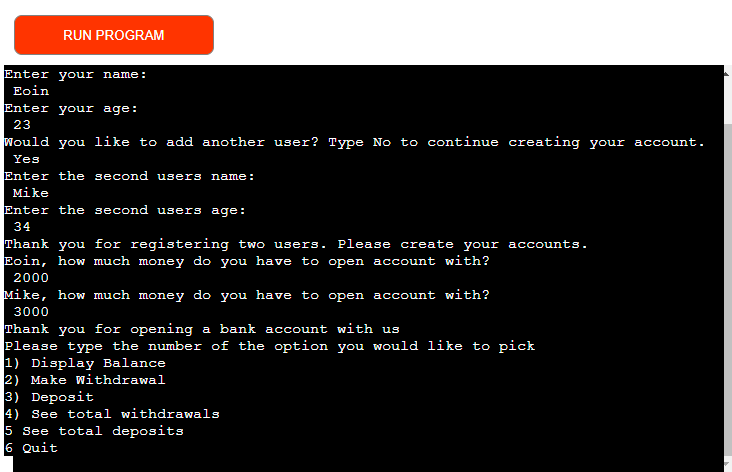 RUN PROGRAM
Enter your name:
Eoin
Enter your age:
23
Would you like to add another user? Type No to continue creating your account.
Yes
Enter the second users name:
Mike
Enter the second users age:
34
Thank you for registering two users. Please create your accounts.
Eoin, how much money do you have to open account with?
2000
Mike, how much money do you have to open account with?
3000
Thank you for opening a bank account with us
Please type the number of the option you would like to pick
1) Display Balance
2) Make Withdrawal
3) Deposit
4) See total withdrawals
5 See total deposits
6 Quit